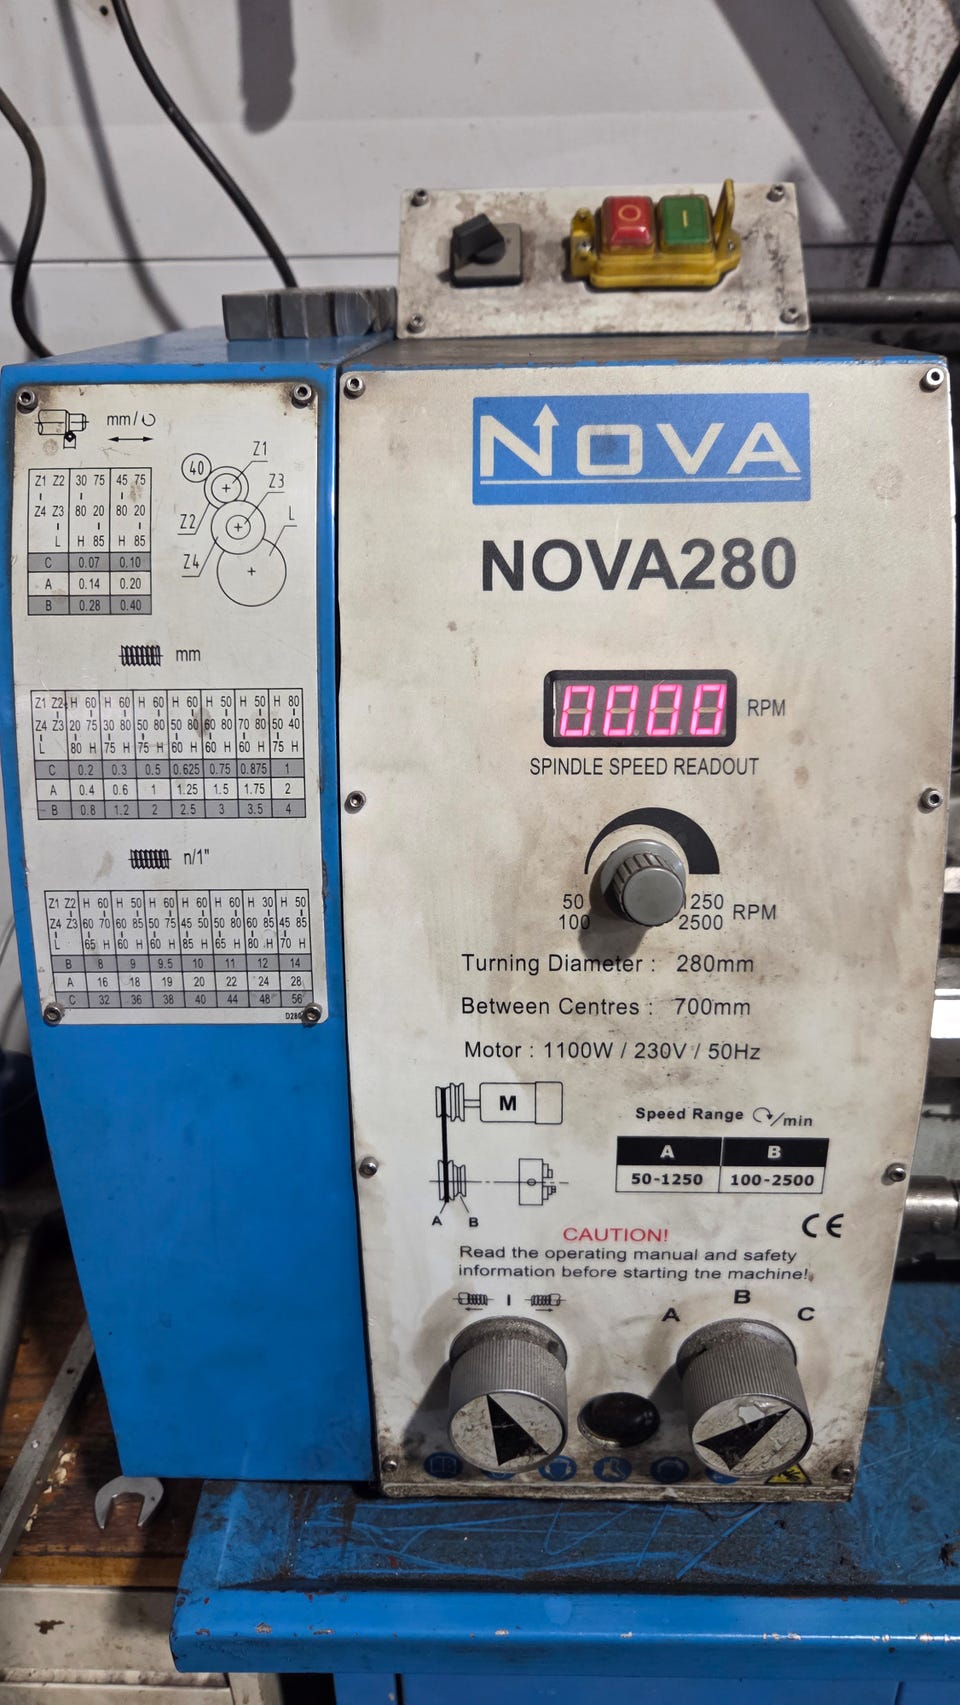 O I
NOVA
NOVA280
0000 RPM
SPINDLE SPEED READOUT
50 1250
100 2500 RPM
Turning Diameter : 280mm
Between Centres : 700mm
Motor : 1100W / 230V / 50Hz
M
Speed Range /min
A B
50-1250 100-2500
A B
CE
CAUTION!
Read the operating manual and safety
information before starting tne machine!
I
A B C
mm/
40 Z1
Z3
Z2 L
Z4
Z1 Z2 30 75 45 75
Z4 Z3 80 20 80 20
L H 85 H 85
C 0.07 0.10
A 0.14 0.20
B 0.28 0.40
mm
Z1 Z2 H 60 H 60 H 60 H 60 H 50 H 50 H 80
Z4 Z3 20 75 30 80 50 80 50 80 60 80 70 80 50 40
L 80 H 75 H 75 H 60 H 60 H 60 H 75 H
C 0.2 0.3 0.5 0.625 0.75 0.875 1
A 0.4 0.6 1 1.25 1.5 1.75 2
B 0.8 1.2 2 2.5 3 3.5 4
n/1"
Z1 Z2 H 60 H 50 H 60 H 60 H 60 H 30 H 50
Z4 Z3 60 70 60 85 50 75 45 50 50 80 60 85 45 85
L 65 H 60 H 60 H 85 H 65 H 80 H 70 H
B 8 9 9.5 10 11 12 14
A 16 18 19 20 22 24 28
C 32 36 38 40 44 48 56